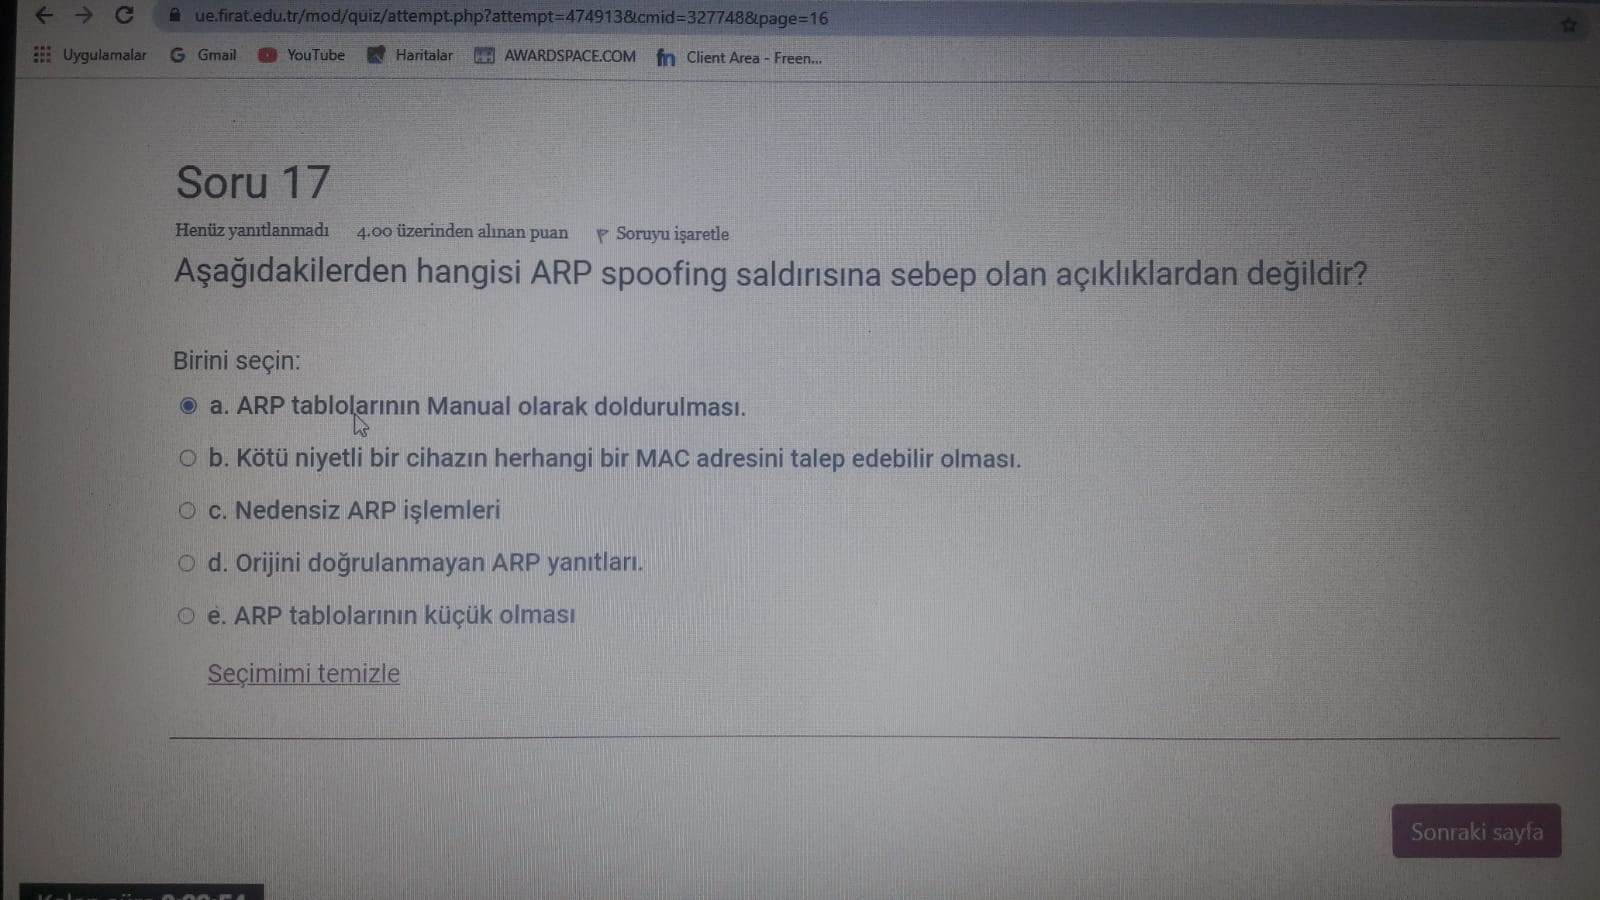 ue.firat.edu.tr/mod/quiz/attempt.php?attempt=474913&cmid=327748&page=16
Uygulamalar Gmail YouTube Haritalar AWARDSPACE.COM fn Client Area - Freen...
Soru 17
Henüz yanıtlanmadı 4.00 üzerinden alınan puan Soruyu işaretle
Aşağıdakilerden hangisi ARP spoofing saldırısına sebep olan açıklıklardan değildir?
Birini seçin:
a. ARP tablolarının Manual olarak doldurulması.
b. Kötü niyetli bir cihazın herhangi bir MAC adresini talep edebilir olması.
c. Nedensiz ARP işlemleri
d. Orijini doğrulanmayan ARP yanıtları.
e. ARP tablolarının küçük olması
Seçimimi temizle
Sonraki sayfa